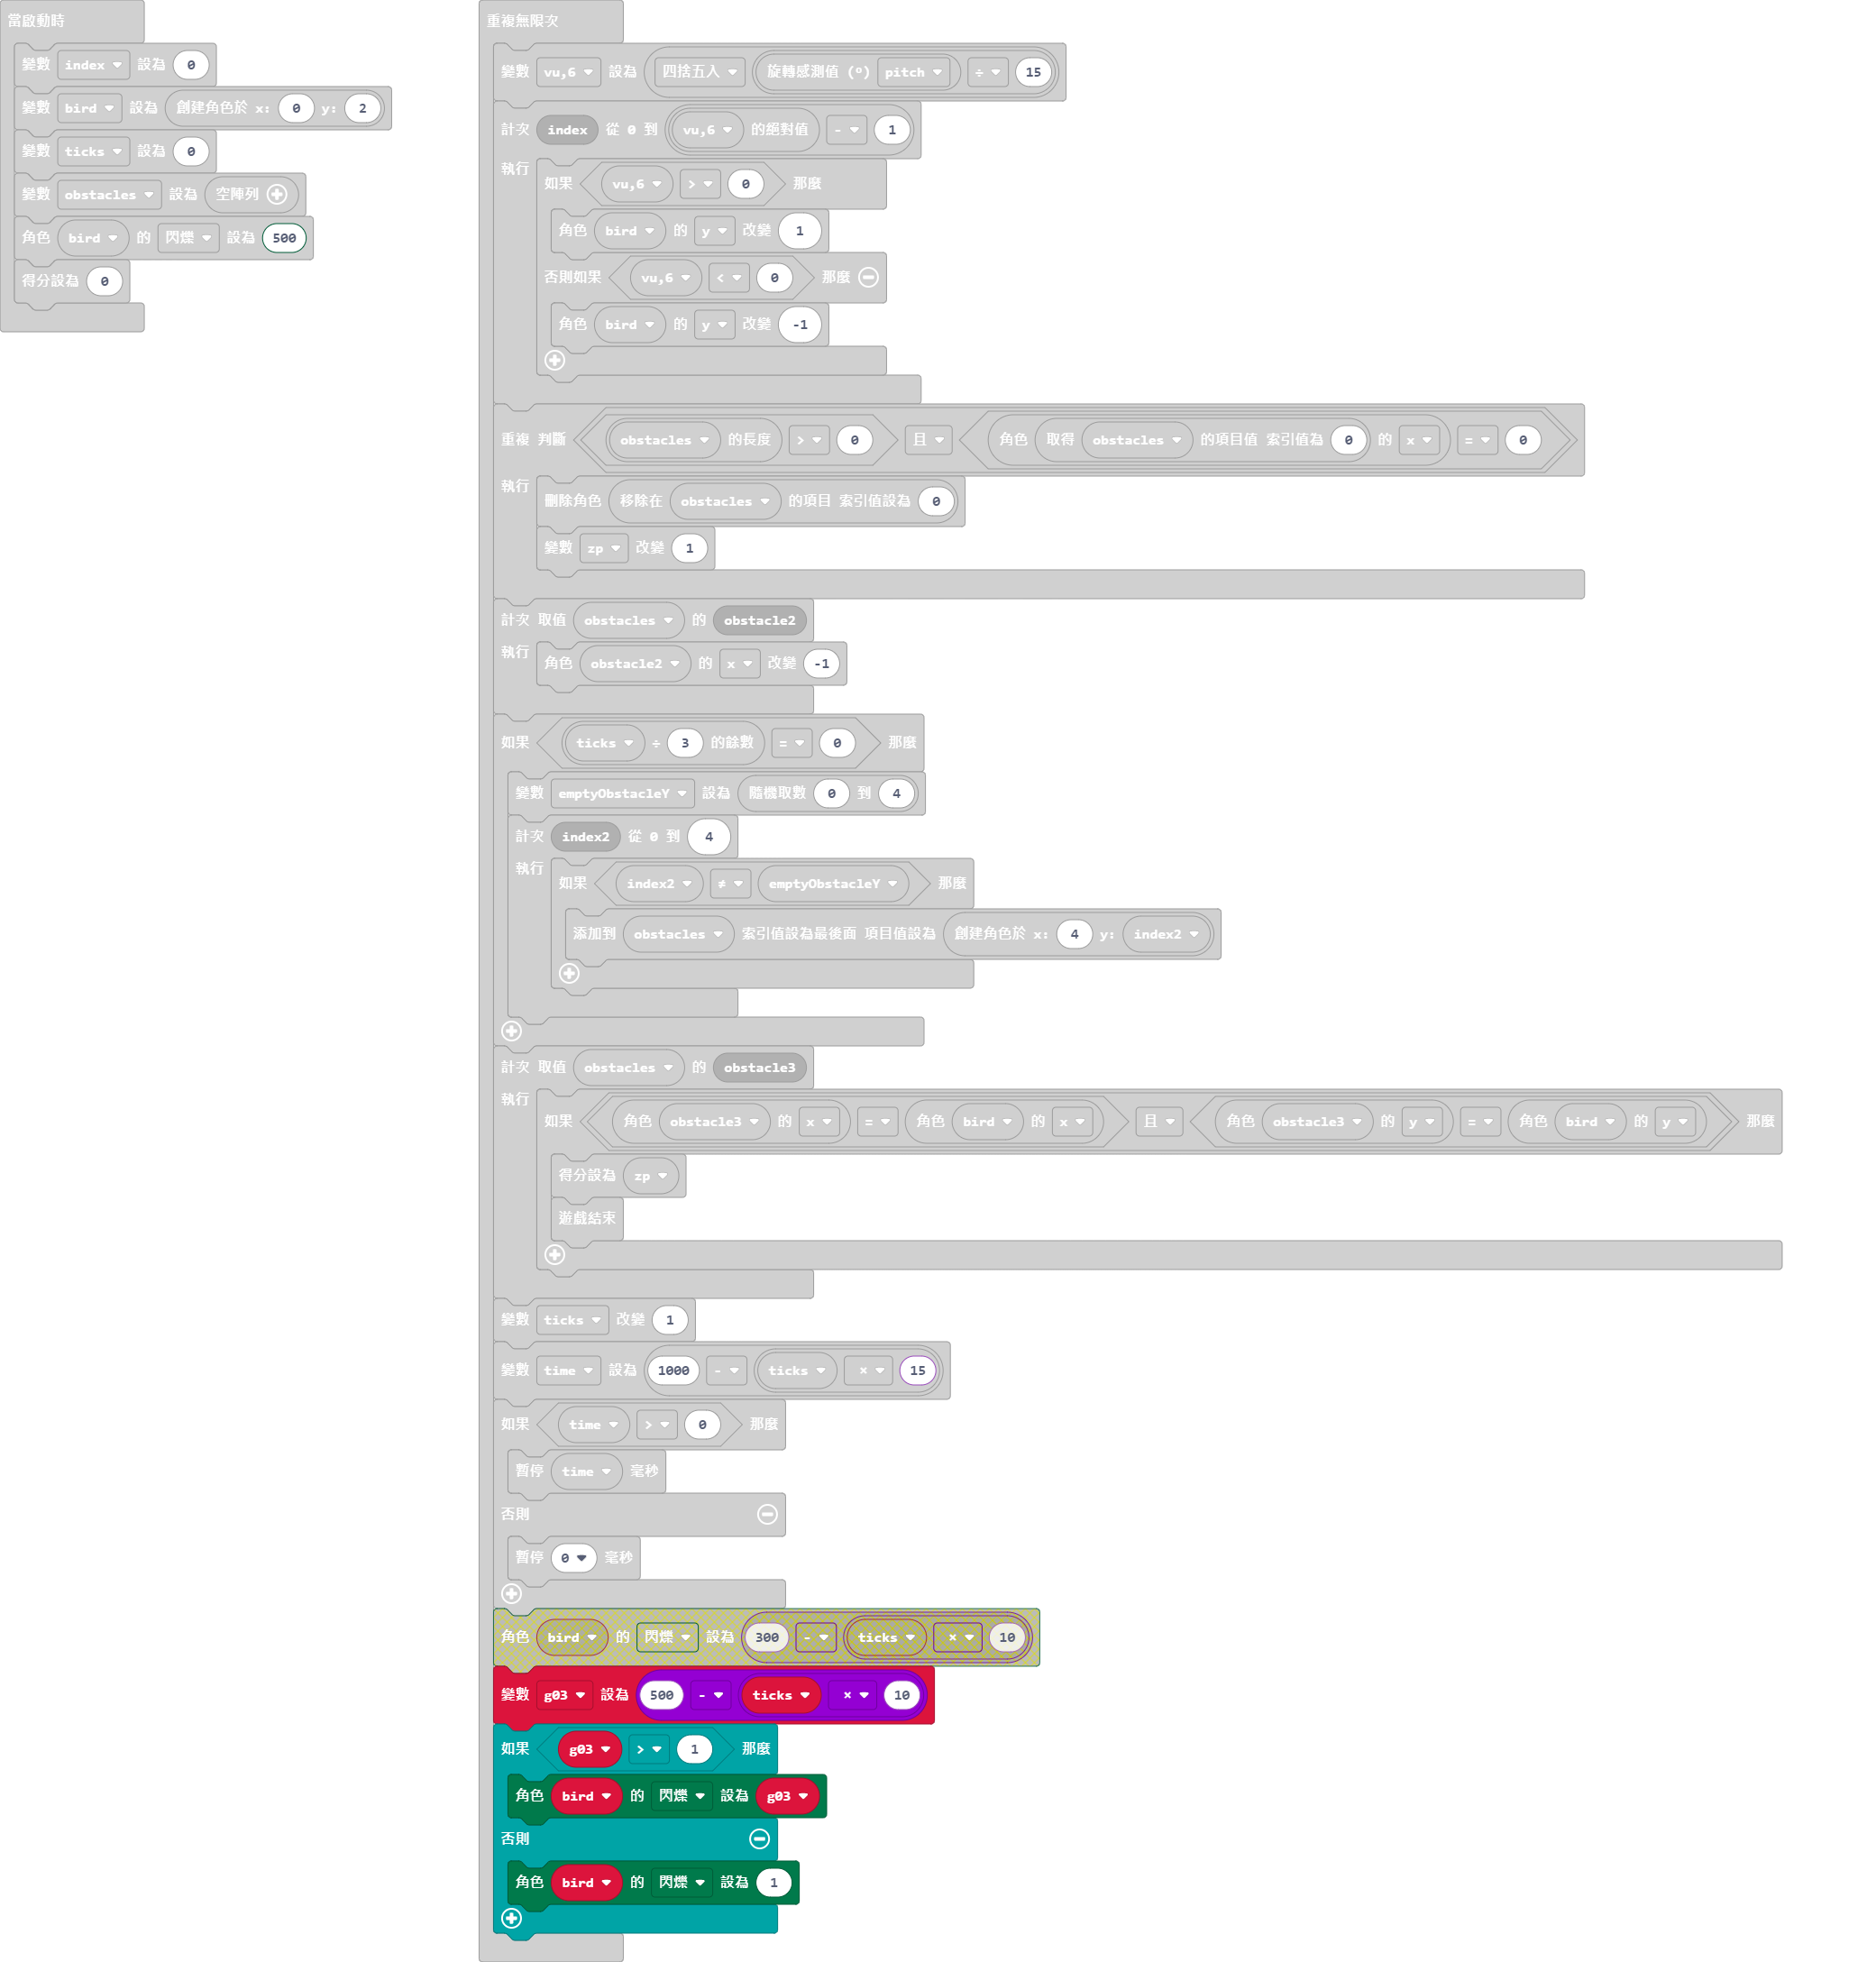 當啟動時
變數 index 設為 0
變數 bird 設為 創建角色於 x: 0 y: 2
變數 ticks 設為 0
變數 obstacles 設為 空陣列
角色 bird 的 閃爍 設為 500
得分設為 0
重複無限次
變數 vu,6 設為 四捨五入 旋轉感測值 (º) pitch ÷ 15
計次 index 從 0 到 vu,6 的絕對值 - 1
執行
如果 vu,6 > 0 那麼
角色 bird 的 y 改變 1
否則如果 vu,6 < 0 那麼
角色 bird 的 y 改變 -1
重複 判斷 obstacles 的長度 > 0 且 角色 取得 obstacles 的項目值 索引值為 0 的 x = 0
執行
刪除角色 移除在 obstacles 的項目 索引值設為 0
變數 zp 改變 1
計次 取值 obstacles 的 obstacle2
執行
角色 obstacle2 的 x 改變 -1
如果 ticks ÷ 3 的餘數 = 0 那麼
變數 emptyObstacleY 設為 隨機取數 0 到 4
計次 index2 從 0 到 4
執行
如果 index2 ≠ emptyObstacleY 那麼
添加到 obstacles 索引值設為最後面 項目值設為 創建角色於 x: 4 y: index2
計次 取值 obstacles 的 obstacle3
執行
如果 角色 obstacle3 的 x = 角色 bird 的 x 且 角色 obstacle3 的 y = 角色 bird 的 y 那麼
得分設為 zp
遊戲結束
變數 ticks 改變 1
變數 time 設為 1000 - ticks × 15
如果 time > 0 那麼
暫停 time 毫秒
否則
暫停 0 毫秒
角色 bird 的 閃爍 設為 300 - ticks × 10
變數 g03 設為 500 - ticks × 10
如果 g03 > 1 那麼
角色 bird 的 閃爍 設為 g03
否則
角色 bird 的 閃爍 設為 1